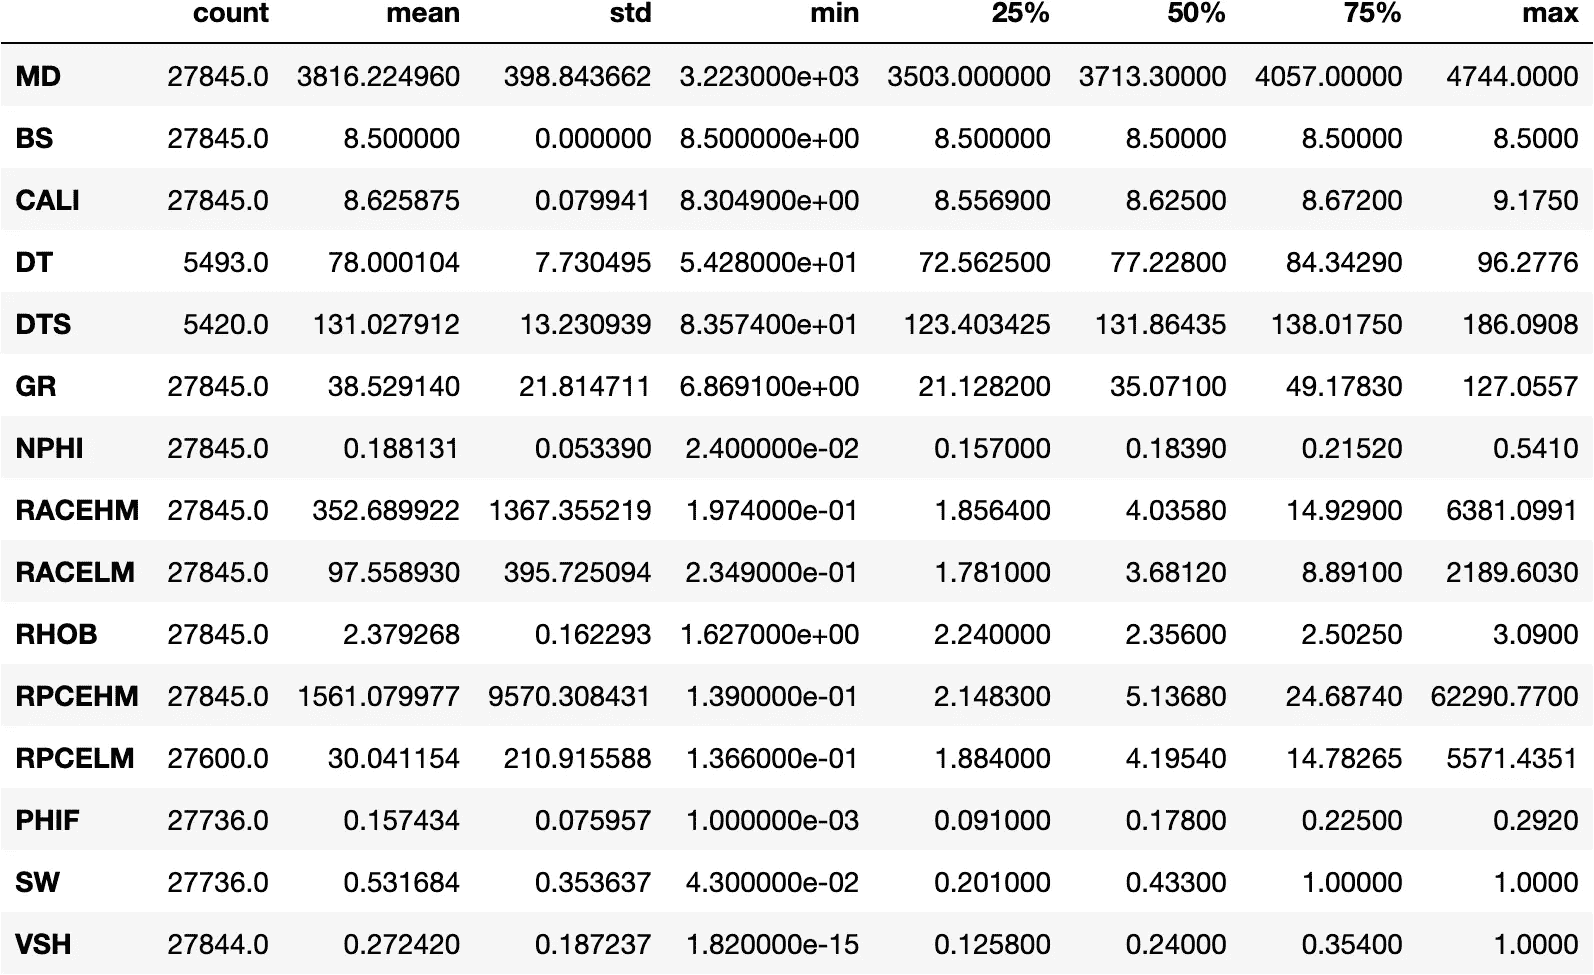 count mean std min 25% 50% 75% max
MD 27845.0 3816.224960 398.843662 3.223000e+03 3503.000000 3713.30000 4057.00000 4744.0000
BS 27845.0 8.500000 0.000000 8.500000e+00 8.500000 8.50000 8.50000 8.5000
CALI 27845.0 8.625875 0.079941 8.304900e+00 8.556900 8.62500 8.67200 9.1750
DT 5493.0 78.000104 7.730495 5.428000e+01 72.562500 77.22800 84.34290 96.2776
DTS 5420.0 131.027912 13.230939 8.357400e+01 123.403425 131.86435 138.01750 186.0908
GR 27845.0 38.529140 21.814711 6.869100e+00 21.128200 35.07100 49.17830 127.0557
NPHI 27845.0 0.188131 0.053390 2.400000e-02 0.157000 0.18390 0.21520 0.5410
RACEHM 27845.0 352.689922 1367.355219 1.974000e-01 1.856400 4.03580 14.92900 6381.0991
RACELM 27845.0 97.558930 395.725094 2.349000e-01 1.781000 3.68120 8.89100 2189.6030
RHOB 27845.0 2.379268 0.162293 1.627000e+00 2.240000 2.35600 2.50250 3.0900
RPCEHM 27845.0 1561.079977 9570.308431 1.390000e-01 2.148300 5.13680 24.68740 62290.7700
RPCELM 27600.0 30.041154 210.915588 1.366000e-01 1.884000 4.19540 14.78265 5571.4351
PHIF 27736.0 0.157434 0.075957 1.000000e-03 0.091000 0.17800 0.22500 0.2920
SW 27736.0 0.531684 0.353637 4.300000e-02 0.201000 0.43300 1.00000 1.0000
VSH 27844.0 0.272420 0.187237 1.820000e-15 0.125800 0.24000 0.35400 1.0000